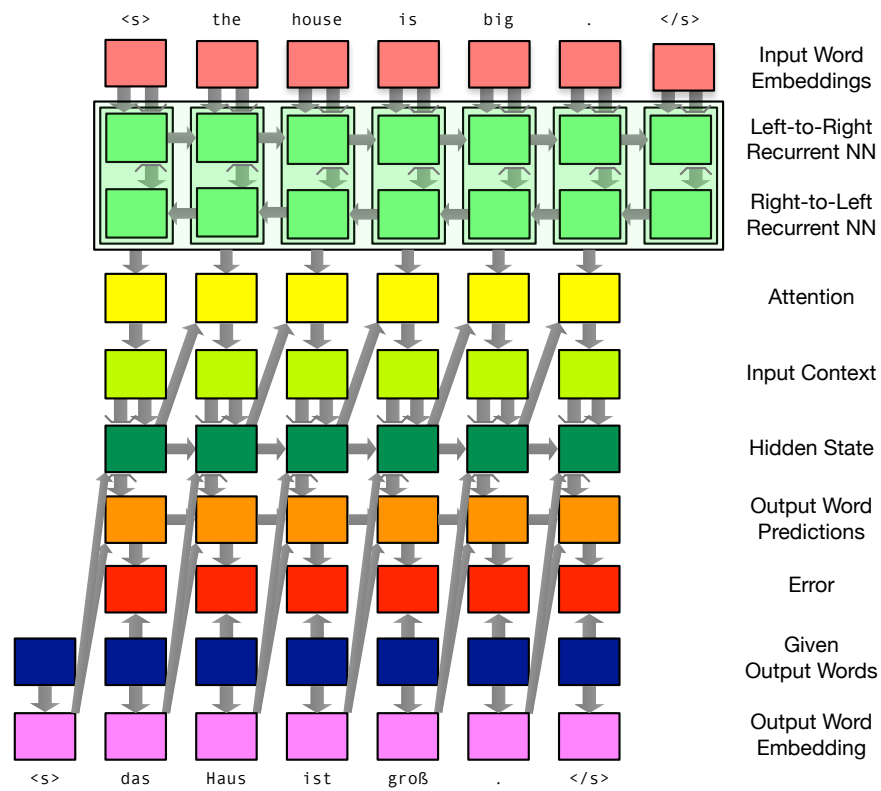 <s> the house is big . </s>
Input Word
Embeddings
Left-to-Right
Recurrent NN
Right-to-Left
Recurrent NN
Attention
Input Context
Hidden State
Output Word
Predictions
Error
Given
Output Words
Output Word
Embedding
<s> das Haus ist groß . </s>